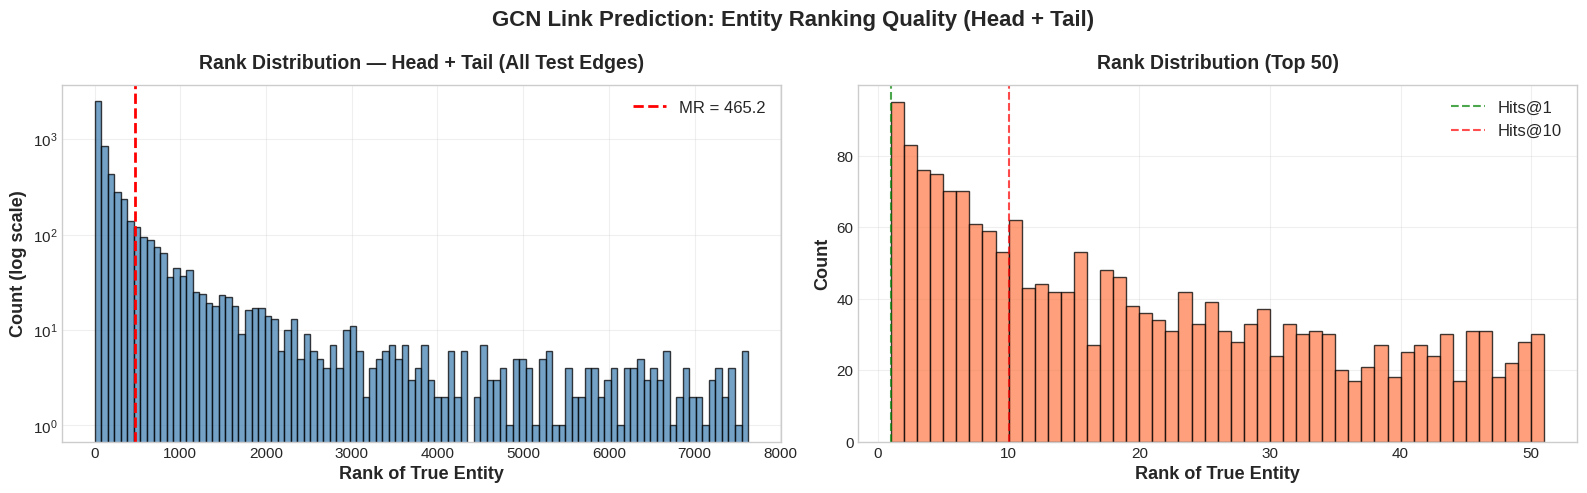 GCN Link Prediction: Entity Ranking Quality (Head + Tail)
Rank Distribution — Head + Tail (All Test Edges)
MR = 465.2
Count (log scale)
10³
10²
10¹
10⁰
0 1000 2000 3000 4000 5000 6000 7000 8000
Rank of True Entity
Rank Distribution (Top 50)
Hits@1
Hits@10
Count
80
60
40
20
0
0 10 20 30 40 50
Rank of True Entity